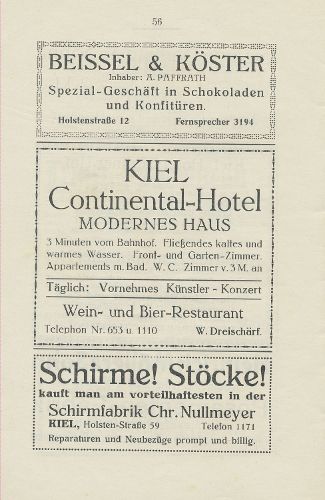 56
BEISSEL & KÖSTER
Inhaber: A. PAFFRATH
Spezial-Geschäft in Schokoladen
und Konfitüren.
Holstenstraße 12 Fernsprecher 3194
KIEL
Continental-Hotel
MODERNES HAUS
3 Minuten vom Bahnhof. Fließendes kaltes und
warmes Wasser. Front- und Garten-Zimmer.
Appartements m. Bad. W. C. Zimmer v. 3 M. an
Täglich: Vornehmes Künstler-Konzert
Wein- und Bier-Restaurant
Telephon Nr. 653 u. 1110 W. Dreischärf.
Schirme! Stöcke!
kauft man am vorteilhaftesten in der
Schirmfabrik Chr. Nullmeyer
KIEL, Holsten-Straße 59 Telefon 1171
Reparaturen und Neubezüge prompt und billig.